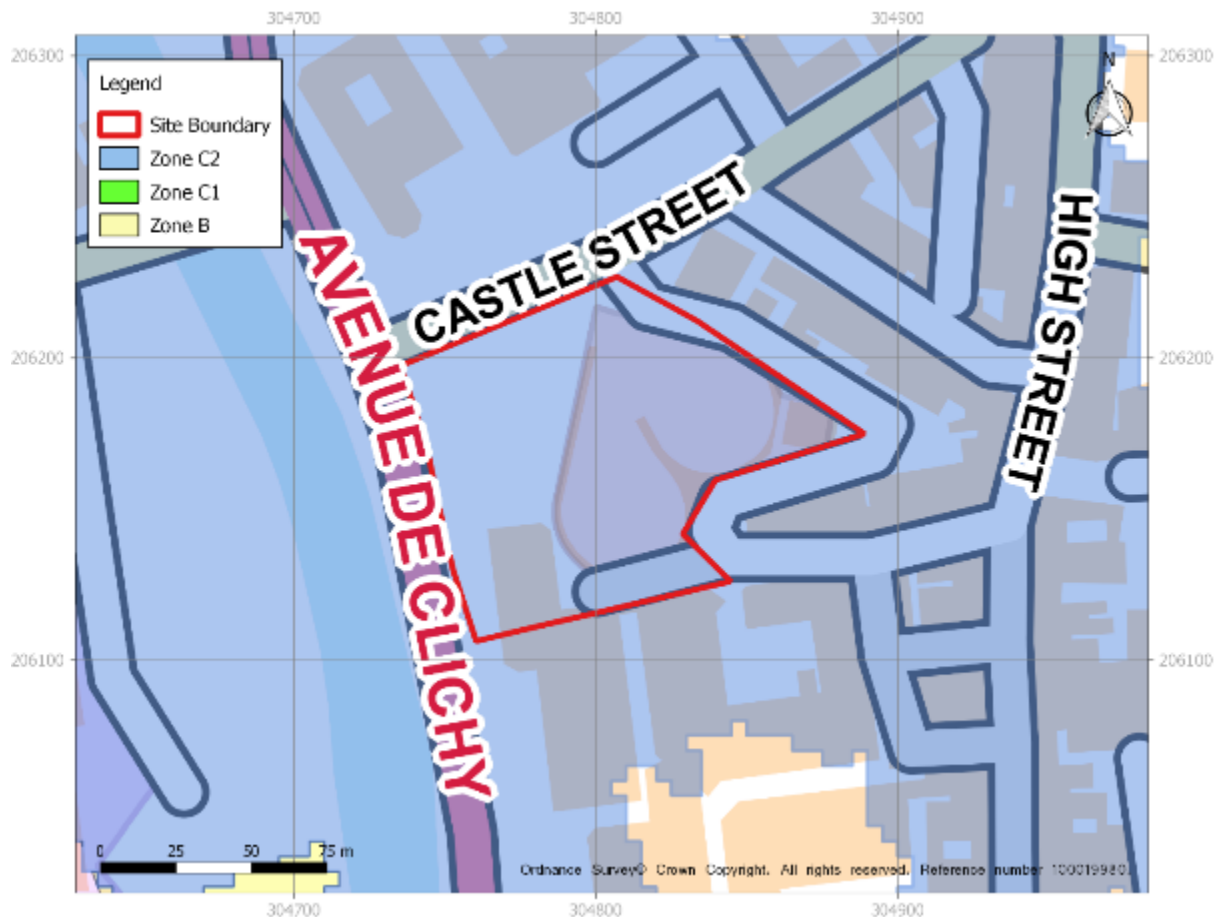 304700 304800 304900
206300 206300
Legend
Site Boundary
Zone C2
Zone C1
Zone B
N
CASTLE STREET
HIGH STREET
AVENUE DE CLICHY
206200 206200
206100 206100
0 25 50 75 m
Ordnance Survey© Crown Copyright. All rights reserved. Reference number 100019980.
304700 304800 304900